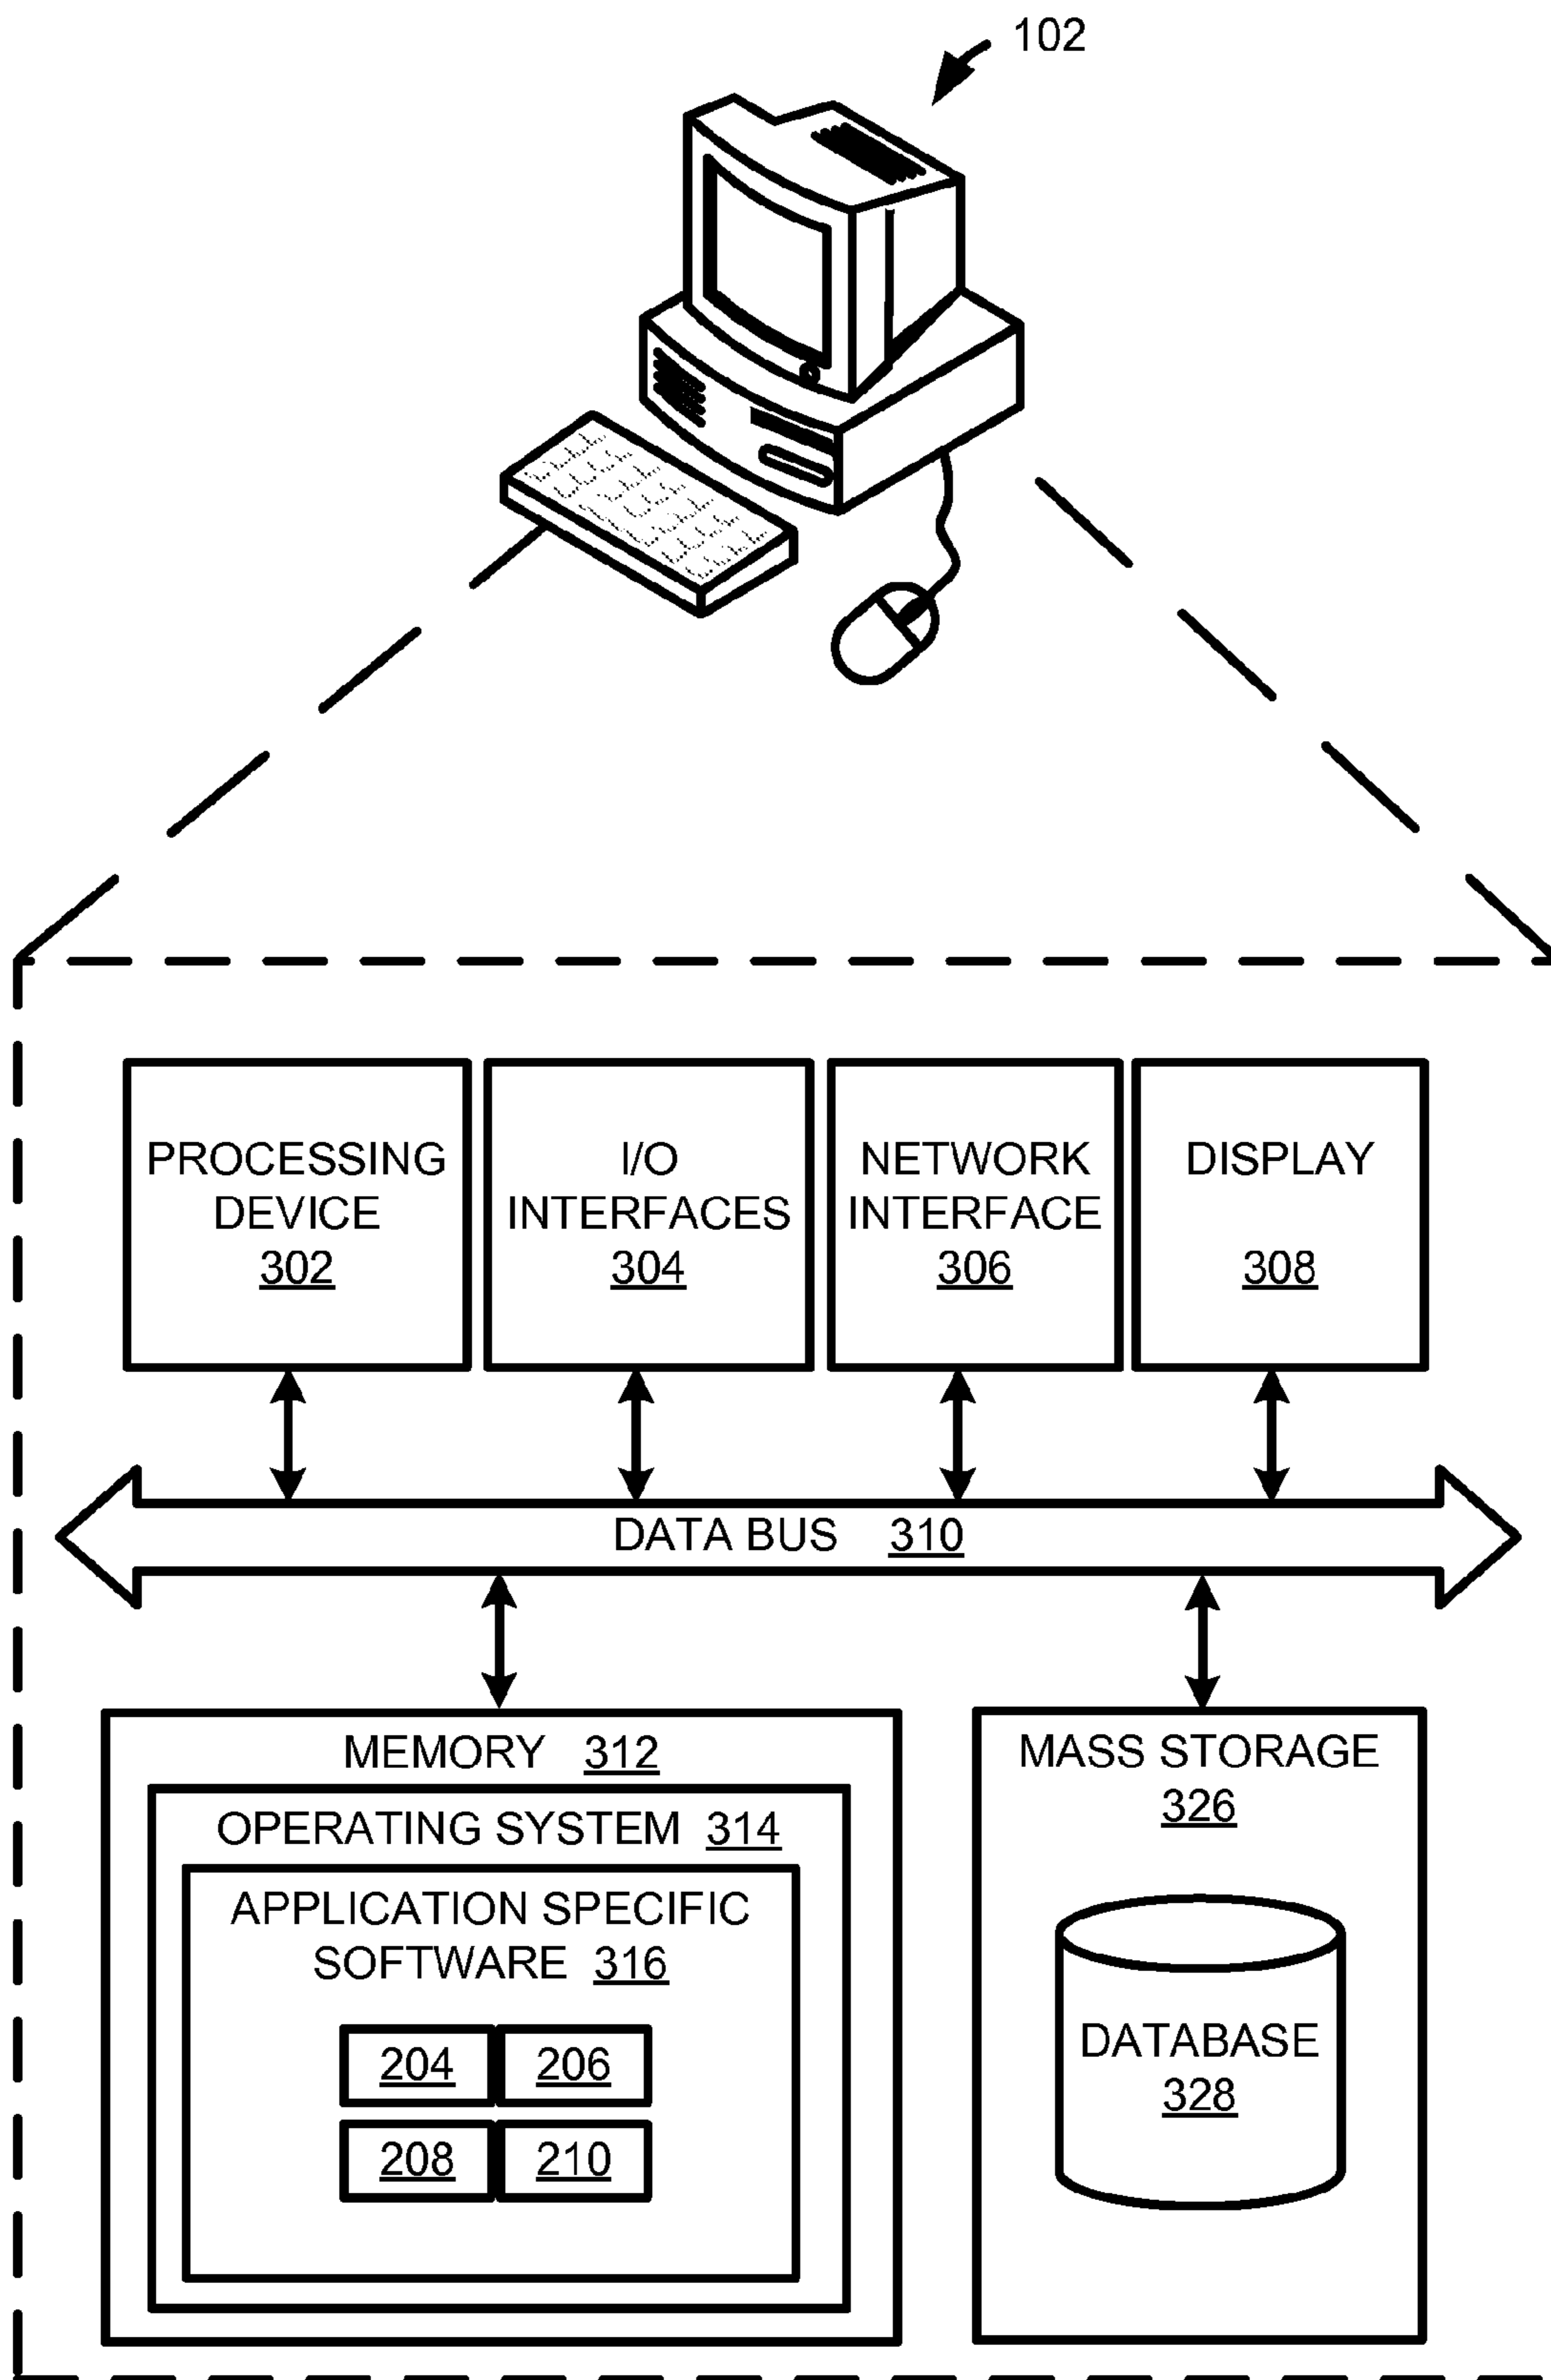 102
PROCESSING
DEVICE
302
I/O
INTERFACES
304
NETWORK
INTERFACE
306
DISPLAY
308
DATA BUS 310
MEMORY 312
OPERATING SYSTEM 314
APPLICATION SPECIFIC
SOFTWARE 316
204 206
208 210
MASS STORAGE
326
DATABASE
328